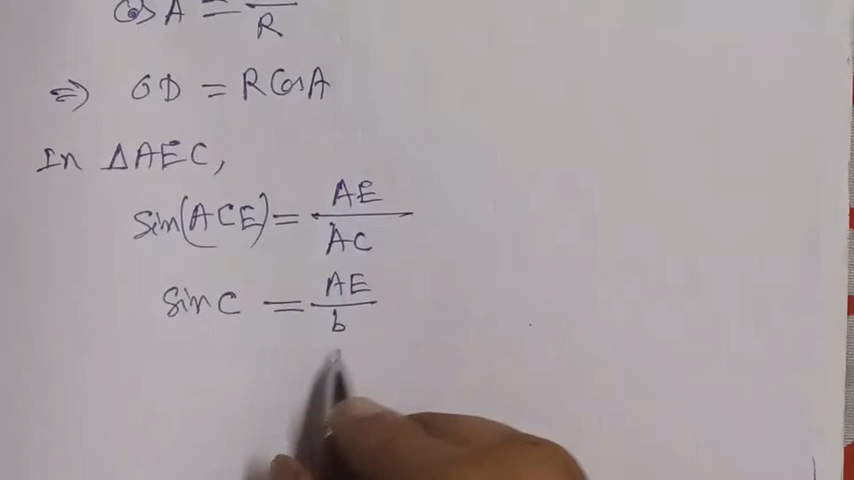 Cos A = —
R
⇒ OD = R Cos A
In ΔAEC,
Sin(ACE) = AE / AC
Sin C = AE / b